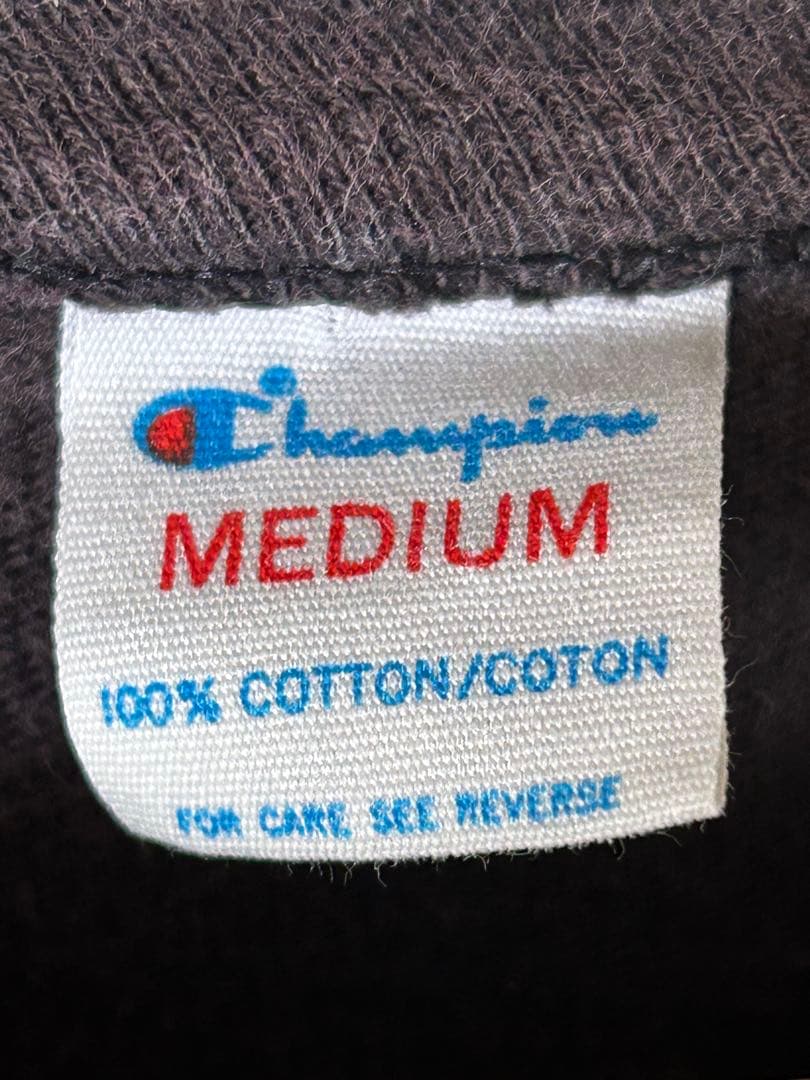 Champion
MEDIUM
100% COTTON/COTON
FOR CARE SEE REVERSE